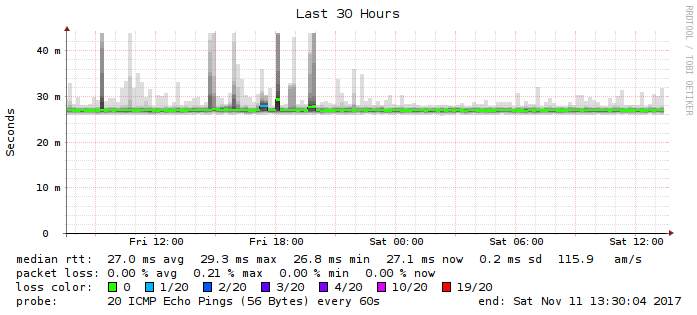 Last 30 Hours
RRDTOOL / TOBI OETIKER
Seconds
40 m
30 m
20 m
10 m
0
Fri 12:00 Fri 18:00 Sat 00:00 Sat 06:00 Sat 12:00
median rtt: 27.0 ms avg 29.3 ms max 26.8 ms min 27.1 ms now 0.2 ms sd 115.9 am/s
packet loss: 0.00 % avg 0.21 % max 0.00 % min 0.00 % now
loss color: 0 1/20 2/20 3/20 4/20 10/20 19/20
probe: 20 ICMP Echo Pings (56 Bytes) every 60s end: Sat Nov 11 13:30:04 2017